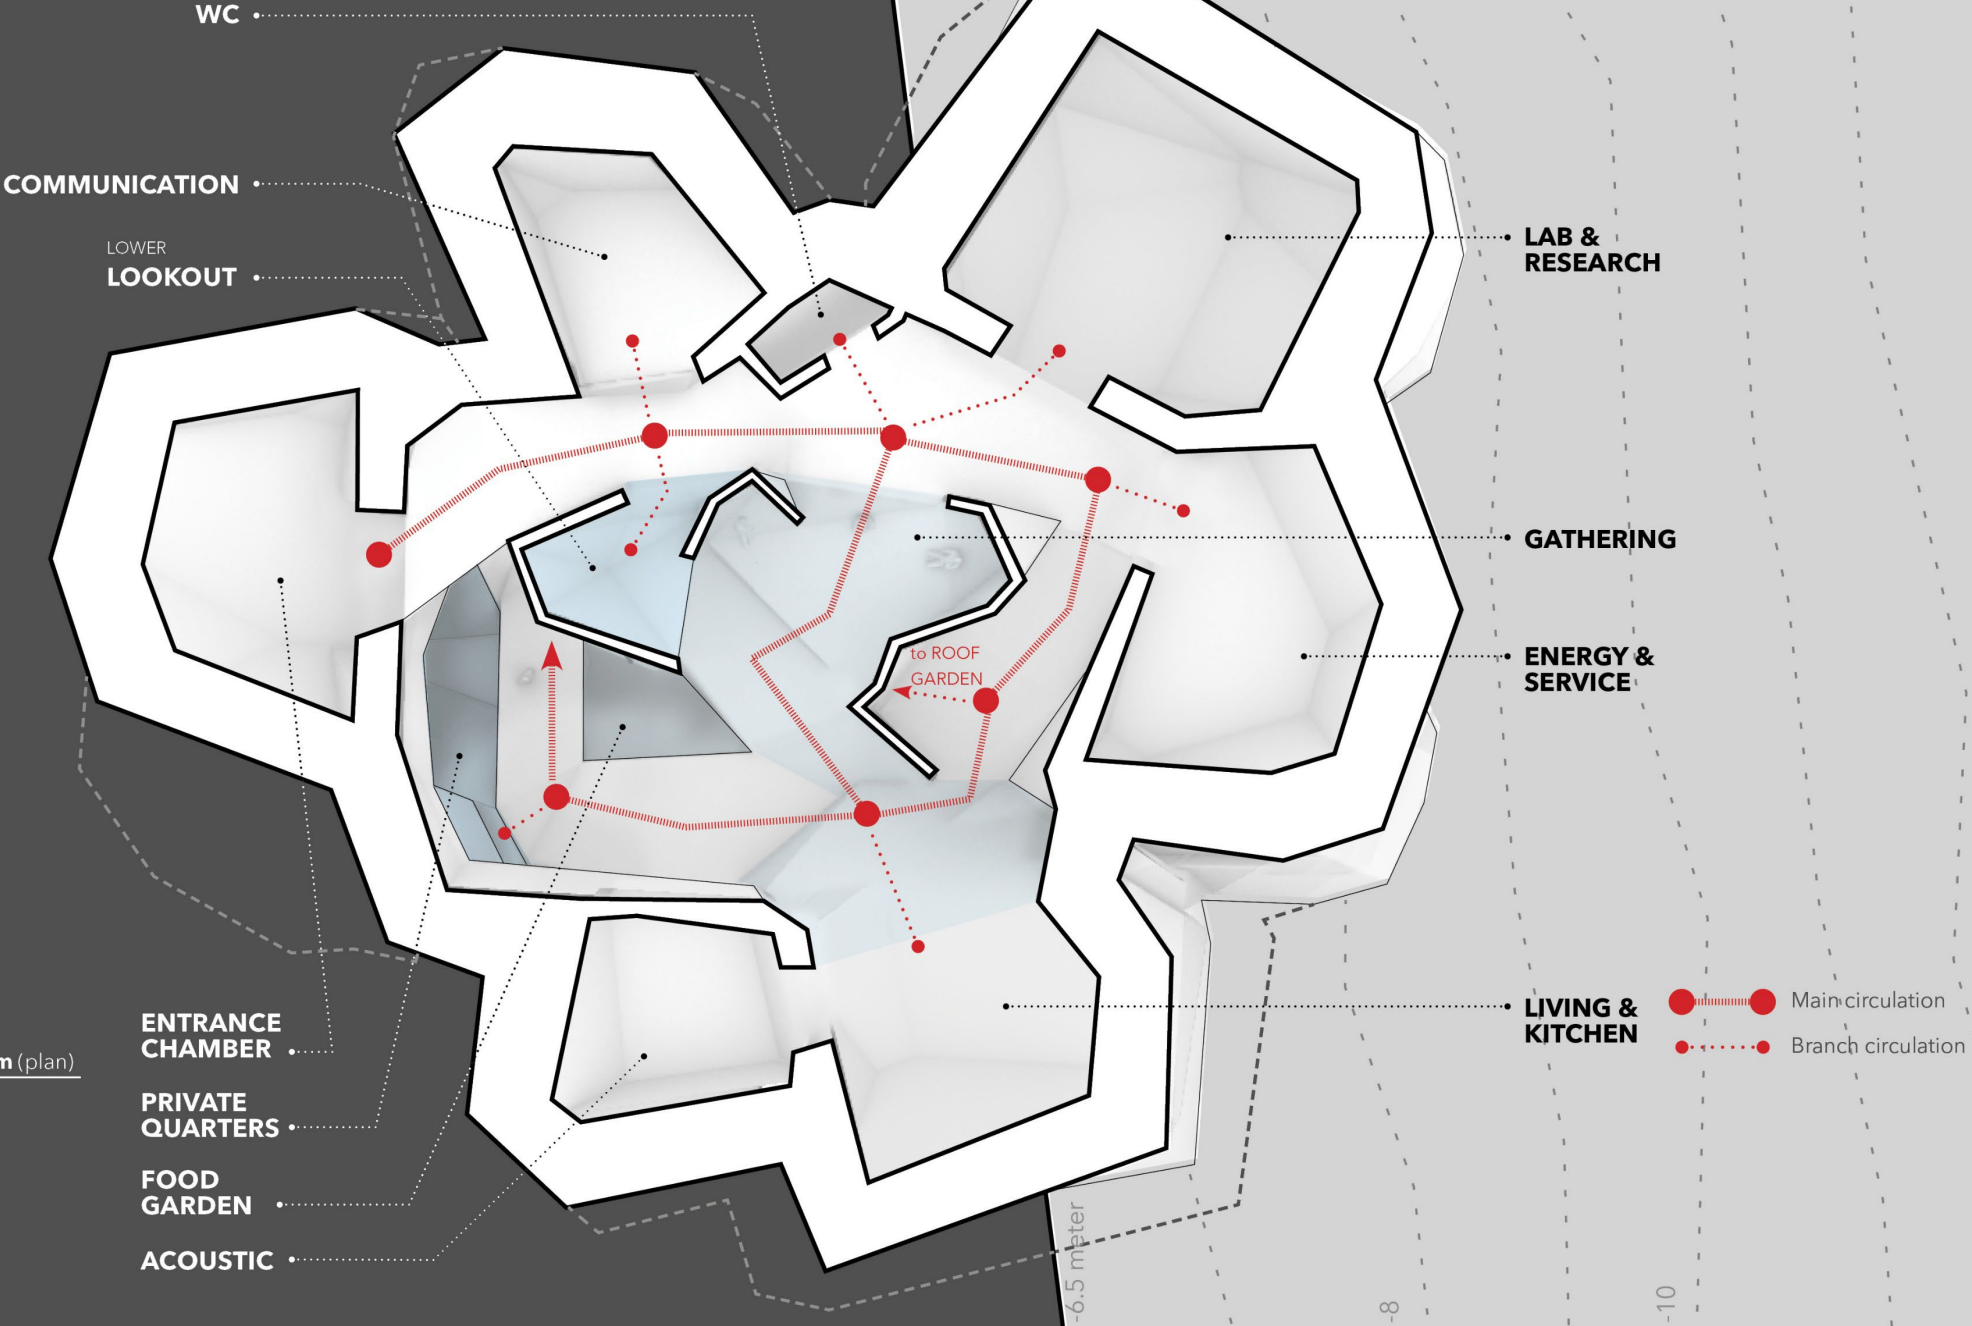 WC
COMMUNICATION
LOWER
LOOKOUT
LAB &
RESEARCH
GATHERING
to ROOF
GARDEN
ENERGY &
SERVICE
LIVING &
KITCHEN
Main circulation
Branch circulation
ENTRANCE
CHAMBER
m (plan)
PRIVATE
QUARTERS
FOOD
GARDEN
ACOUSTIC
-6.5 meter
-8
-10